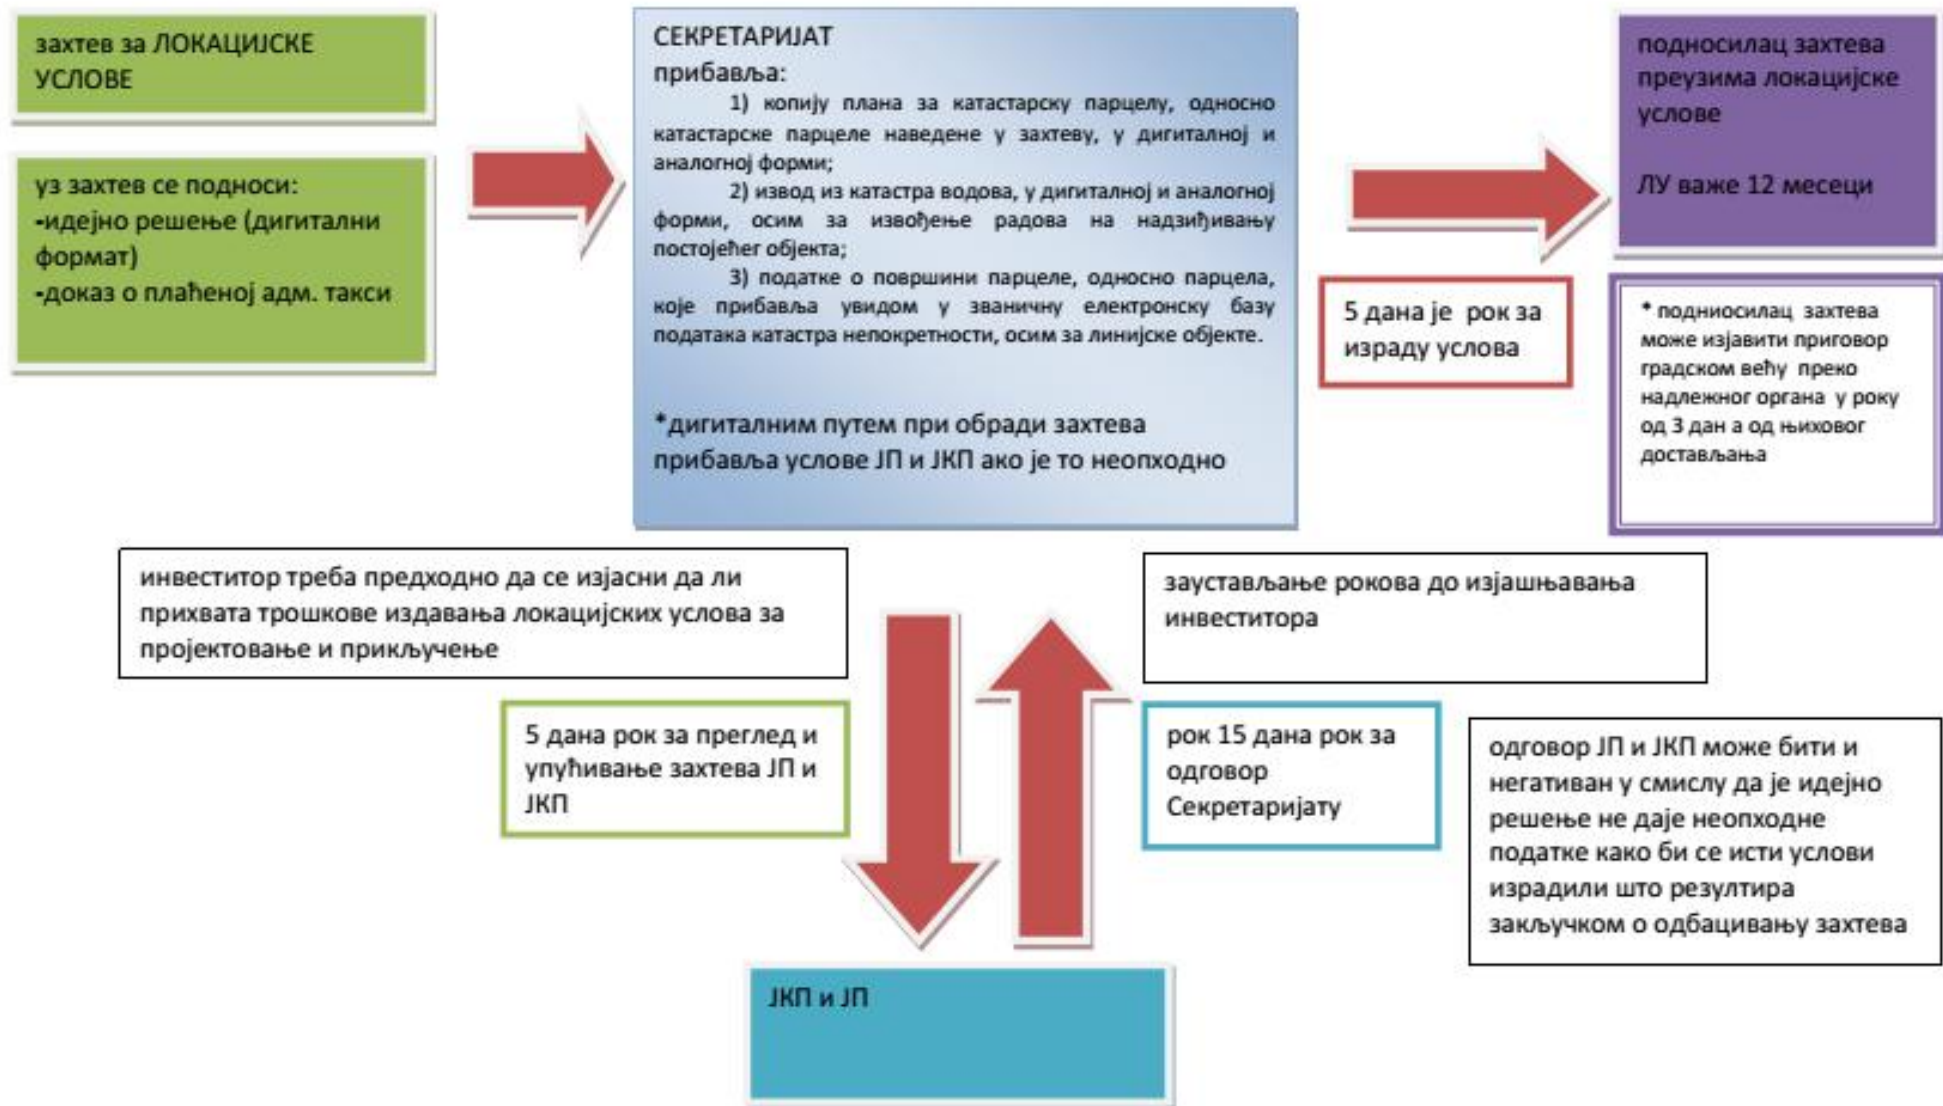 захтев за ЛОКАЦИЈСКЕ
УСЛОВЕ
уз захтев се подноси:
-идејно решење (дигитални
формат)
-доказ о плаћеној адм. такси
СЕКРЕТАРИЈАТ
прибавља:
1) копију плана за катастарску парцелу, односно
катастарске парцеле наведене у захтеву, у дигиталној и
аналогној форми;
2) извод из катастра водова, у дигиталној и аналогној
форми, осим за извођење радова на надзиђивању
постојећег објекта;
3) податке о површини парцеле, односно парцела,
које прибавља увидом у званичну електронску базу
података катастра непокретности, осим за линијске објекте.
*дигиталним путем при обради захтева
прибавља услове ЈП и ЈКП ако је то неопходно
5 дана је рок за
израду услова
подносилац захтева
преузима локацијске
услове
ЛУ важе 12 месеци
* подниосилац захтева
може изјавити приговор
градском већу преко
надлежног органа у року
од 3 дан а од њиховог
достављања
инвеститор треба предходно да се изјасни да ли
прихвата трошкове издавања локацијских услова за
пројектовање и прикључење
заустављање рокова до изјашњавања
инвеститора
5 дана рок за преглед и
упућивање захтева ЈП и
ЈКП
рок 15 дана рок за
одговор
Секретаријату
одговор ЈП и ЈКП може бити и
негативан у смислу да је идејно
решење не даје неопходне
податке како би се исти услови
израдили што резултира
закључком о одбацивању захтева
ЈКП и ЈП